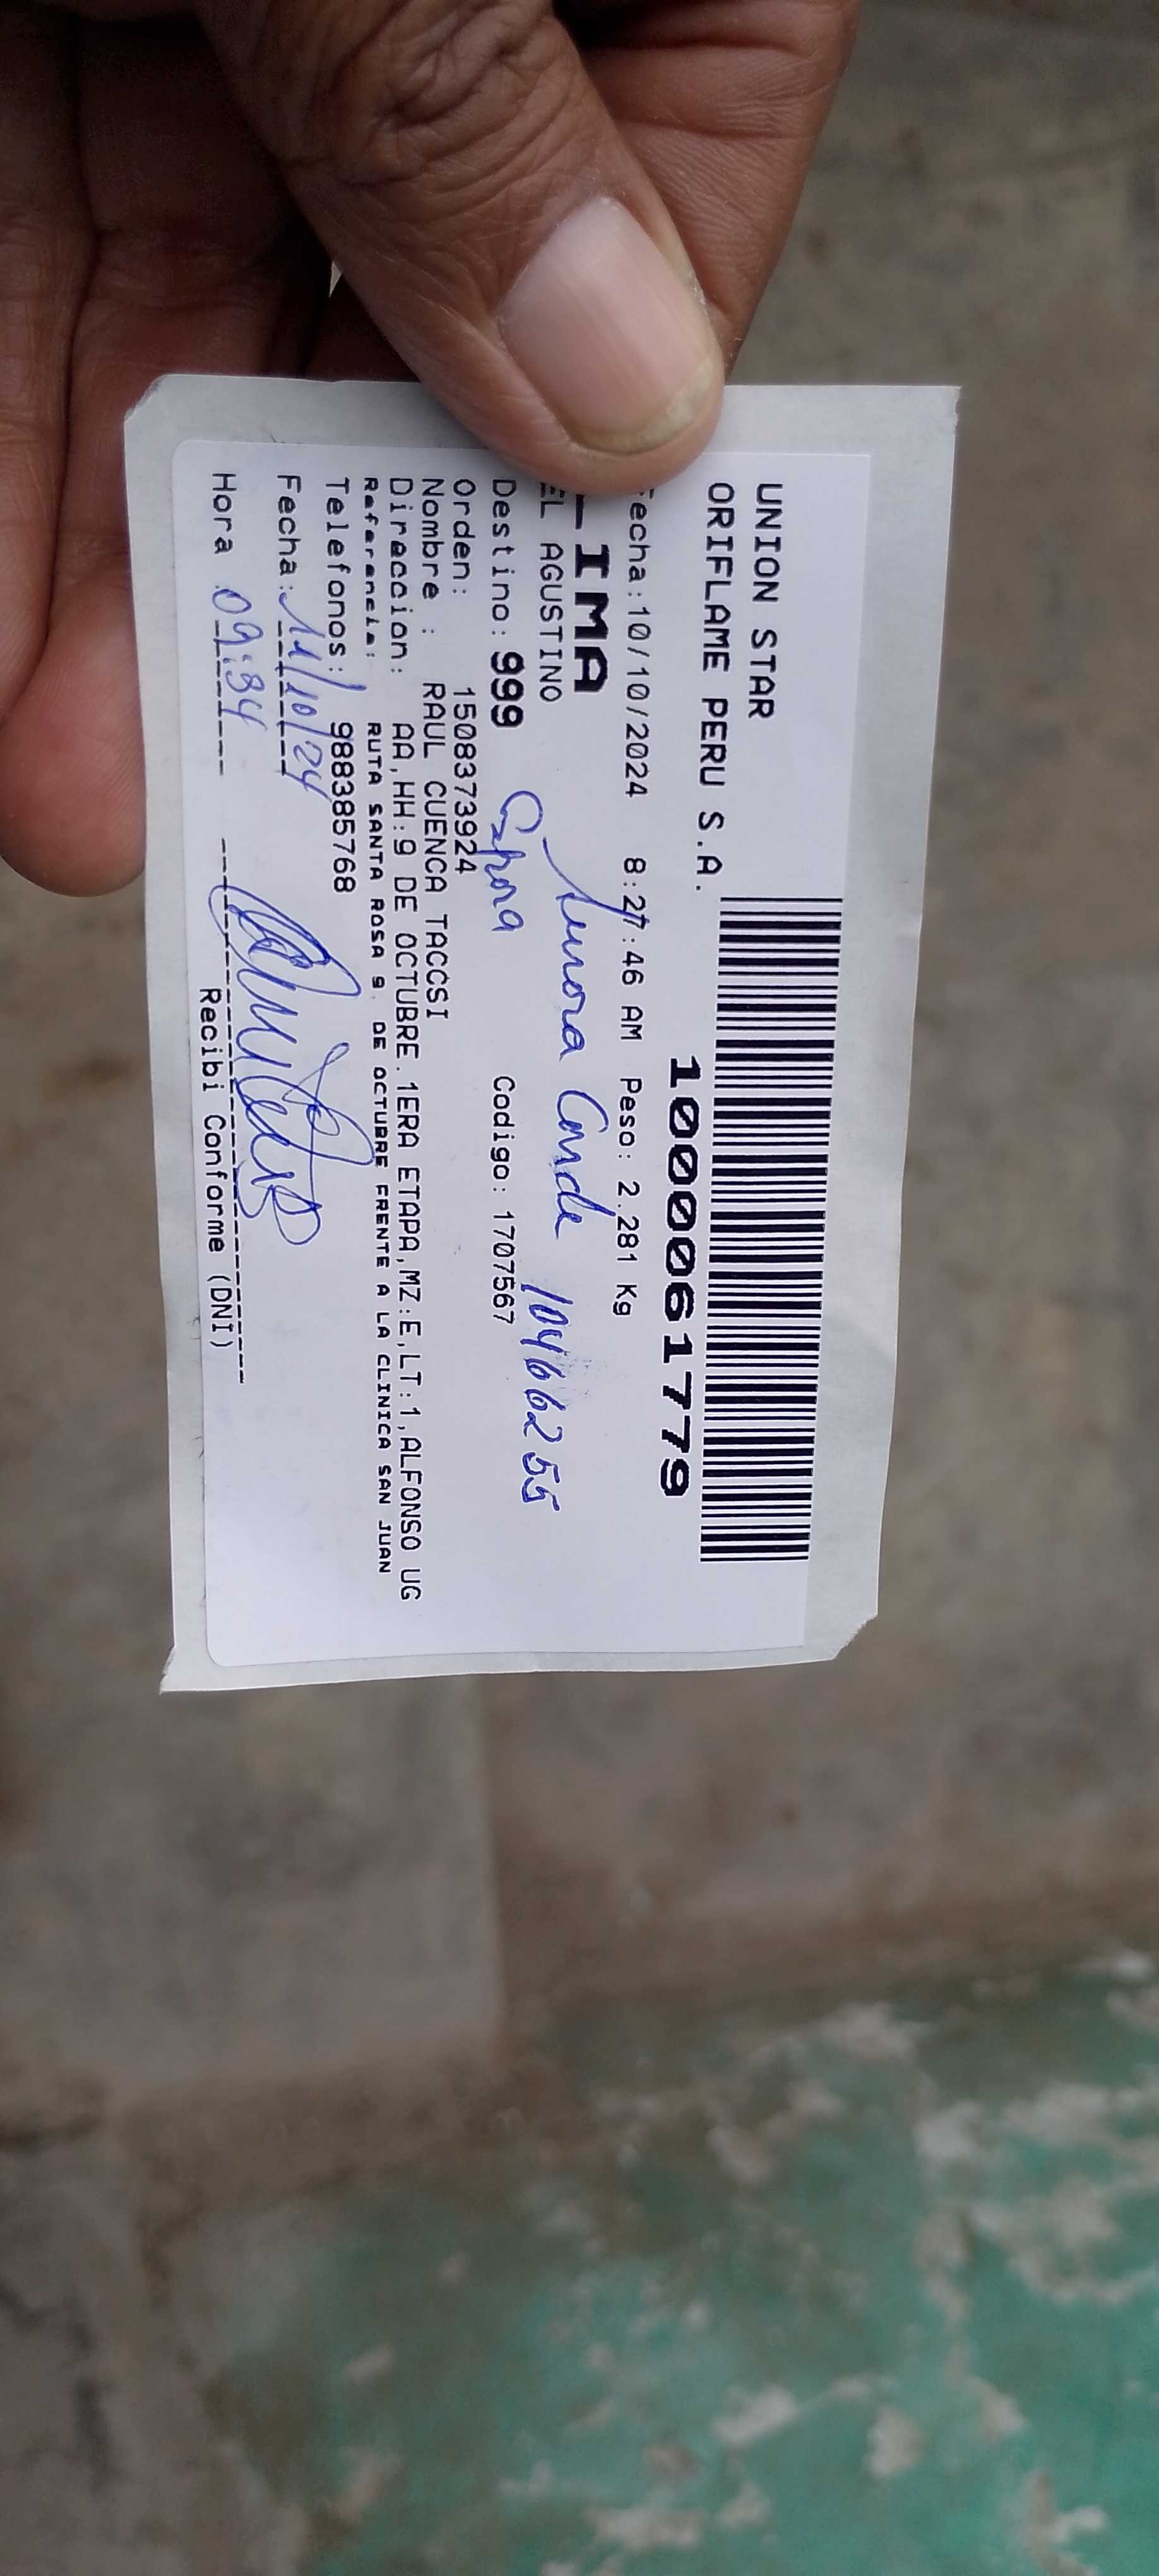 UNION STAR
ORIFLAME PERU S.A.
1000061779
Fecha:10/10/2024 8:27:46 AM Peso: 2.281 Kg
LIMA
EL AGUSTINO
Conde 10466255
Destino: 999 Codigo: 1707567
Esposa
Orden: 1508373924
Nombre : RAUL CUENCA TACCSI
Direccion: AA,HH:9 DE OCTUBRE.1ERA ETAPA,MZ:E,LT:1,ALFONSO UG
Referencia: RUTA SANTA ROSA 9. DE OCTUBRE FRENTE A LA CLINICA SAN JUAN
Telefonos: 988385768
Fecha: 11/10/24
Hora 09:34
Recibi Conforme (DNI)